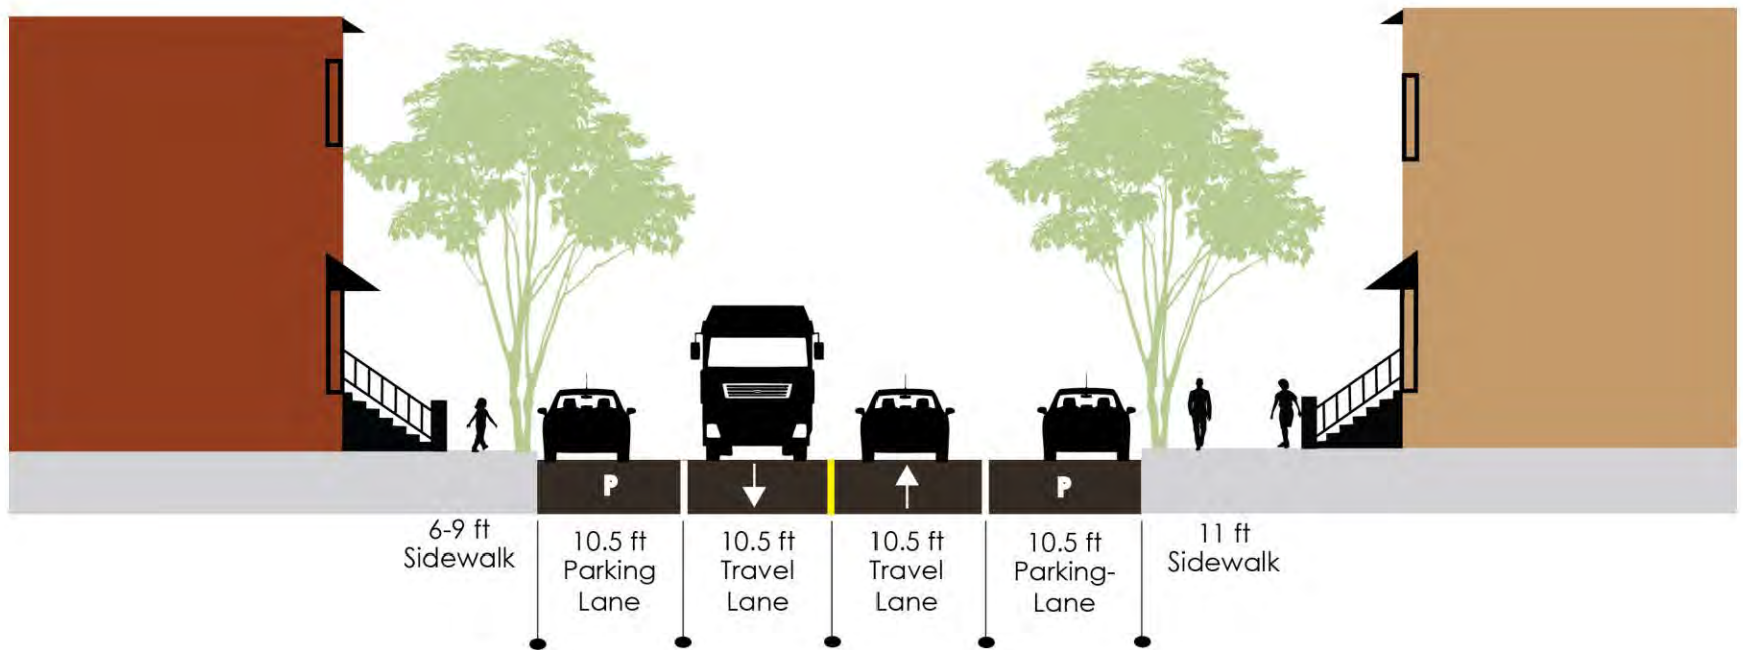 P
P
6-9 ft
Sidewalk
10.5 ft
Parking
Lane
10.5 ft
Travel
Lane
10.5 ft
Travel
Lane
10.5 ft
Parking-
Lane
11 ft
Sidewalk